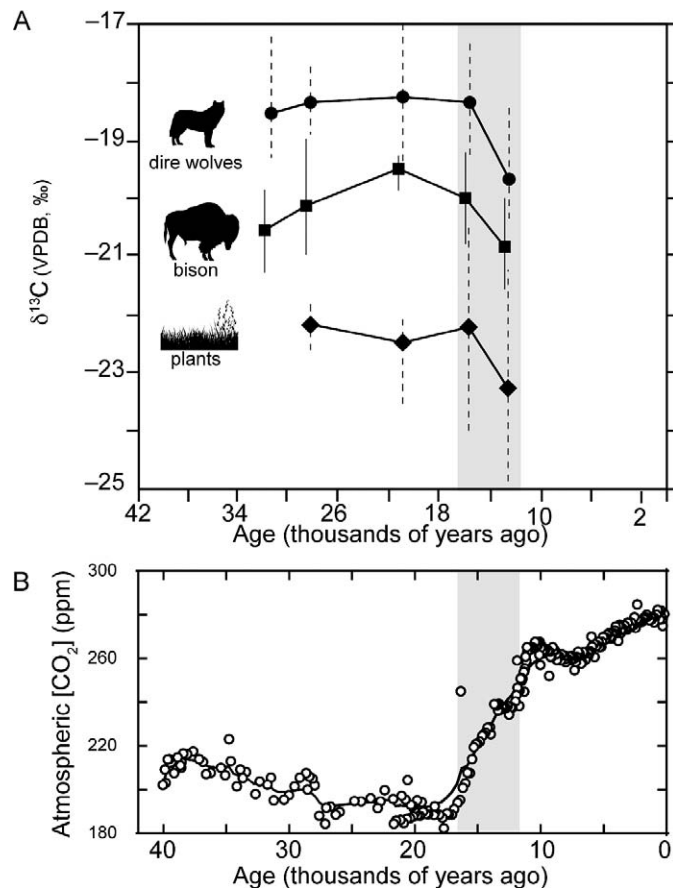 A
–17
–19
–21
–23
–25
δ¹³C (VPDB, ‰)
dire wolves
bison
plants
42 34 26 18 10 2
Age (thousands of years ago)
B
300
260
220
180
Atmospheric [CO₂] (ppm)
40 30 20 10 0
Age (thousands of years ago)